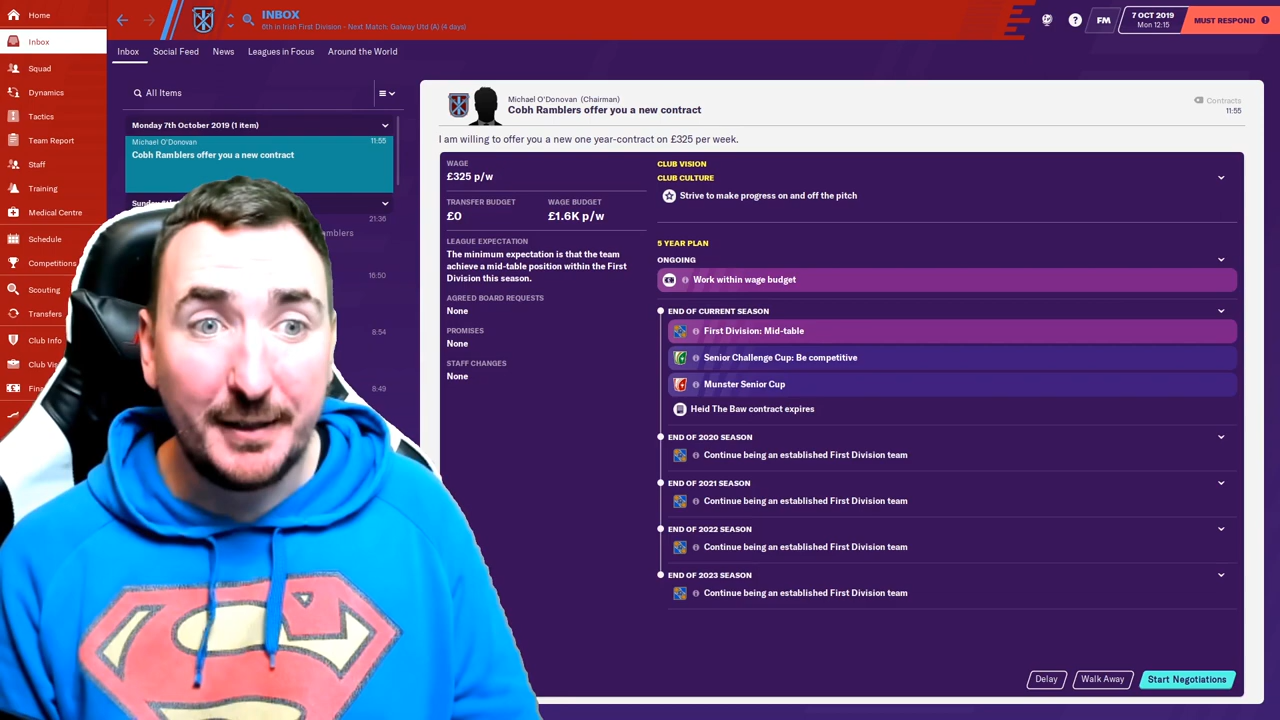 Home
Inbox
Squad
Dynamics
Tactics
Team Report
Staff
Training
Medical Centre
Schedule
Competitions
Scouting
Transfers
Club Info
Club
INBOX
6th in Irish First Division - Next Match: Galway Utd (A) (4 days)
?
FM
7 OCT 2019
Mon 12:15
MUST RESPOND
Inbox
Social Feed
News
Leagues in Focus
Around the World
All Items
Monday 7th October 2019 (1 item)
Michael O'Donovan
11:55
Cobh Ramblers offer you a new contract
21:36
16:50
8:54
8:49
Michael O'Donovan (Chairman)
Cobh Ramblers offer you a new contract
Contracts
11:55
I am willing to offer you a new one year-contract on £325 per week.
WAGE
£325 p/w
TRANSFER BUDGET
£0
WAGE BUDGET
£1.6K p/w
LEAGUE EXPECTATION
The minimum expectation is that the team
achieve a mid-table position within the First
Division this season.
AGREED BOARD REQUESTS
None
PROMISES
None
STAFF CHANGES
None
CLUB VISION
CLUB CULTURE
Strive to make progress on and off the pitch
5 YEAR PLAN
ONGOING
Work within wage budget
END OF CURRENT SEASON
First Division: Mid-table
Senior Challenge Cup: Be competitive
Munster Senior Cup
Heid The Baw contract expires
END OF 2020 SEASON
Continue being an established First Division team
END OF 2021 SEASON
Continue being an established First Division team
END OF 2022 SEASON
Continue being an established First Division team
END OF 2023 SEASON
Continue being an established First Division team
Delay
Walk Away
Start Negotiations